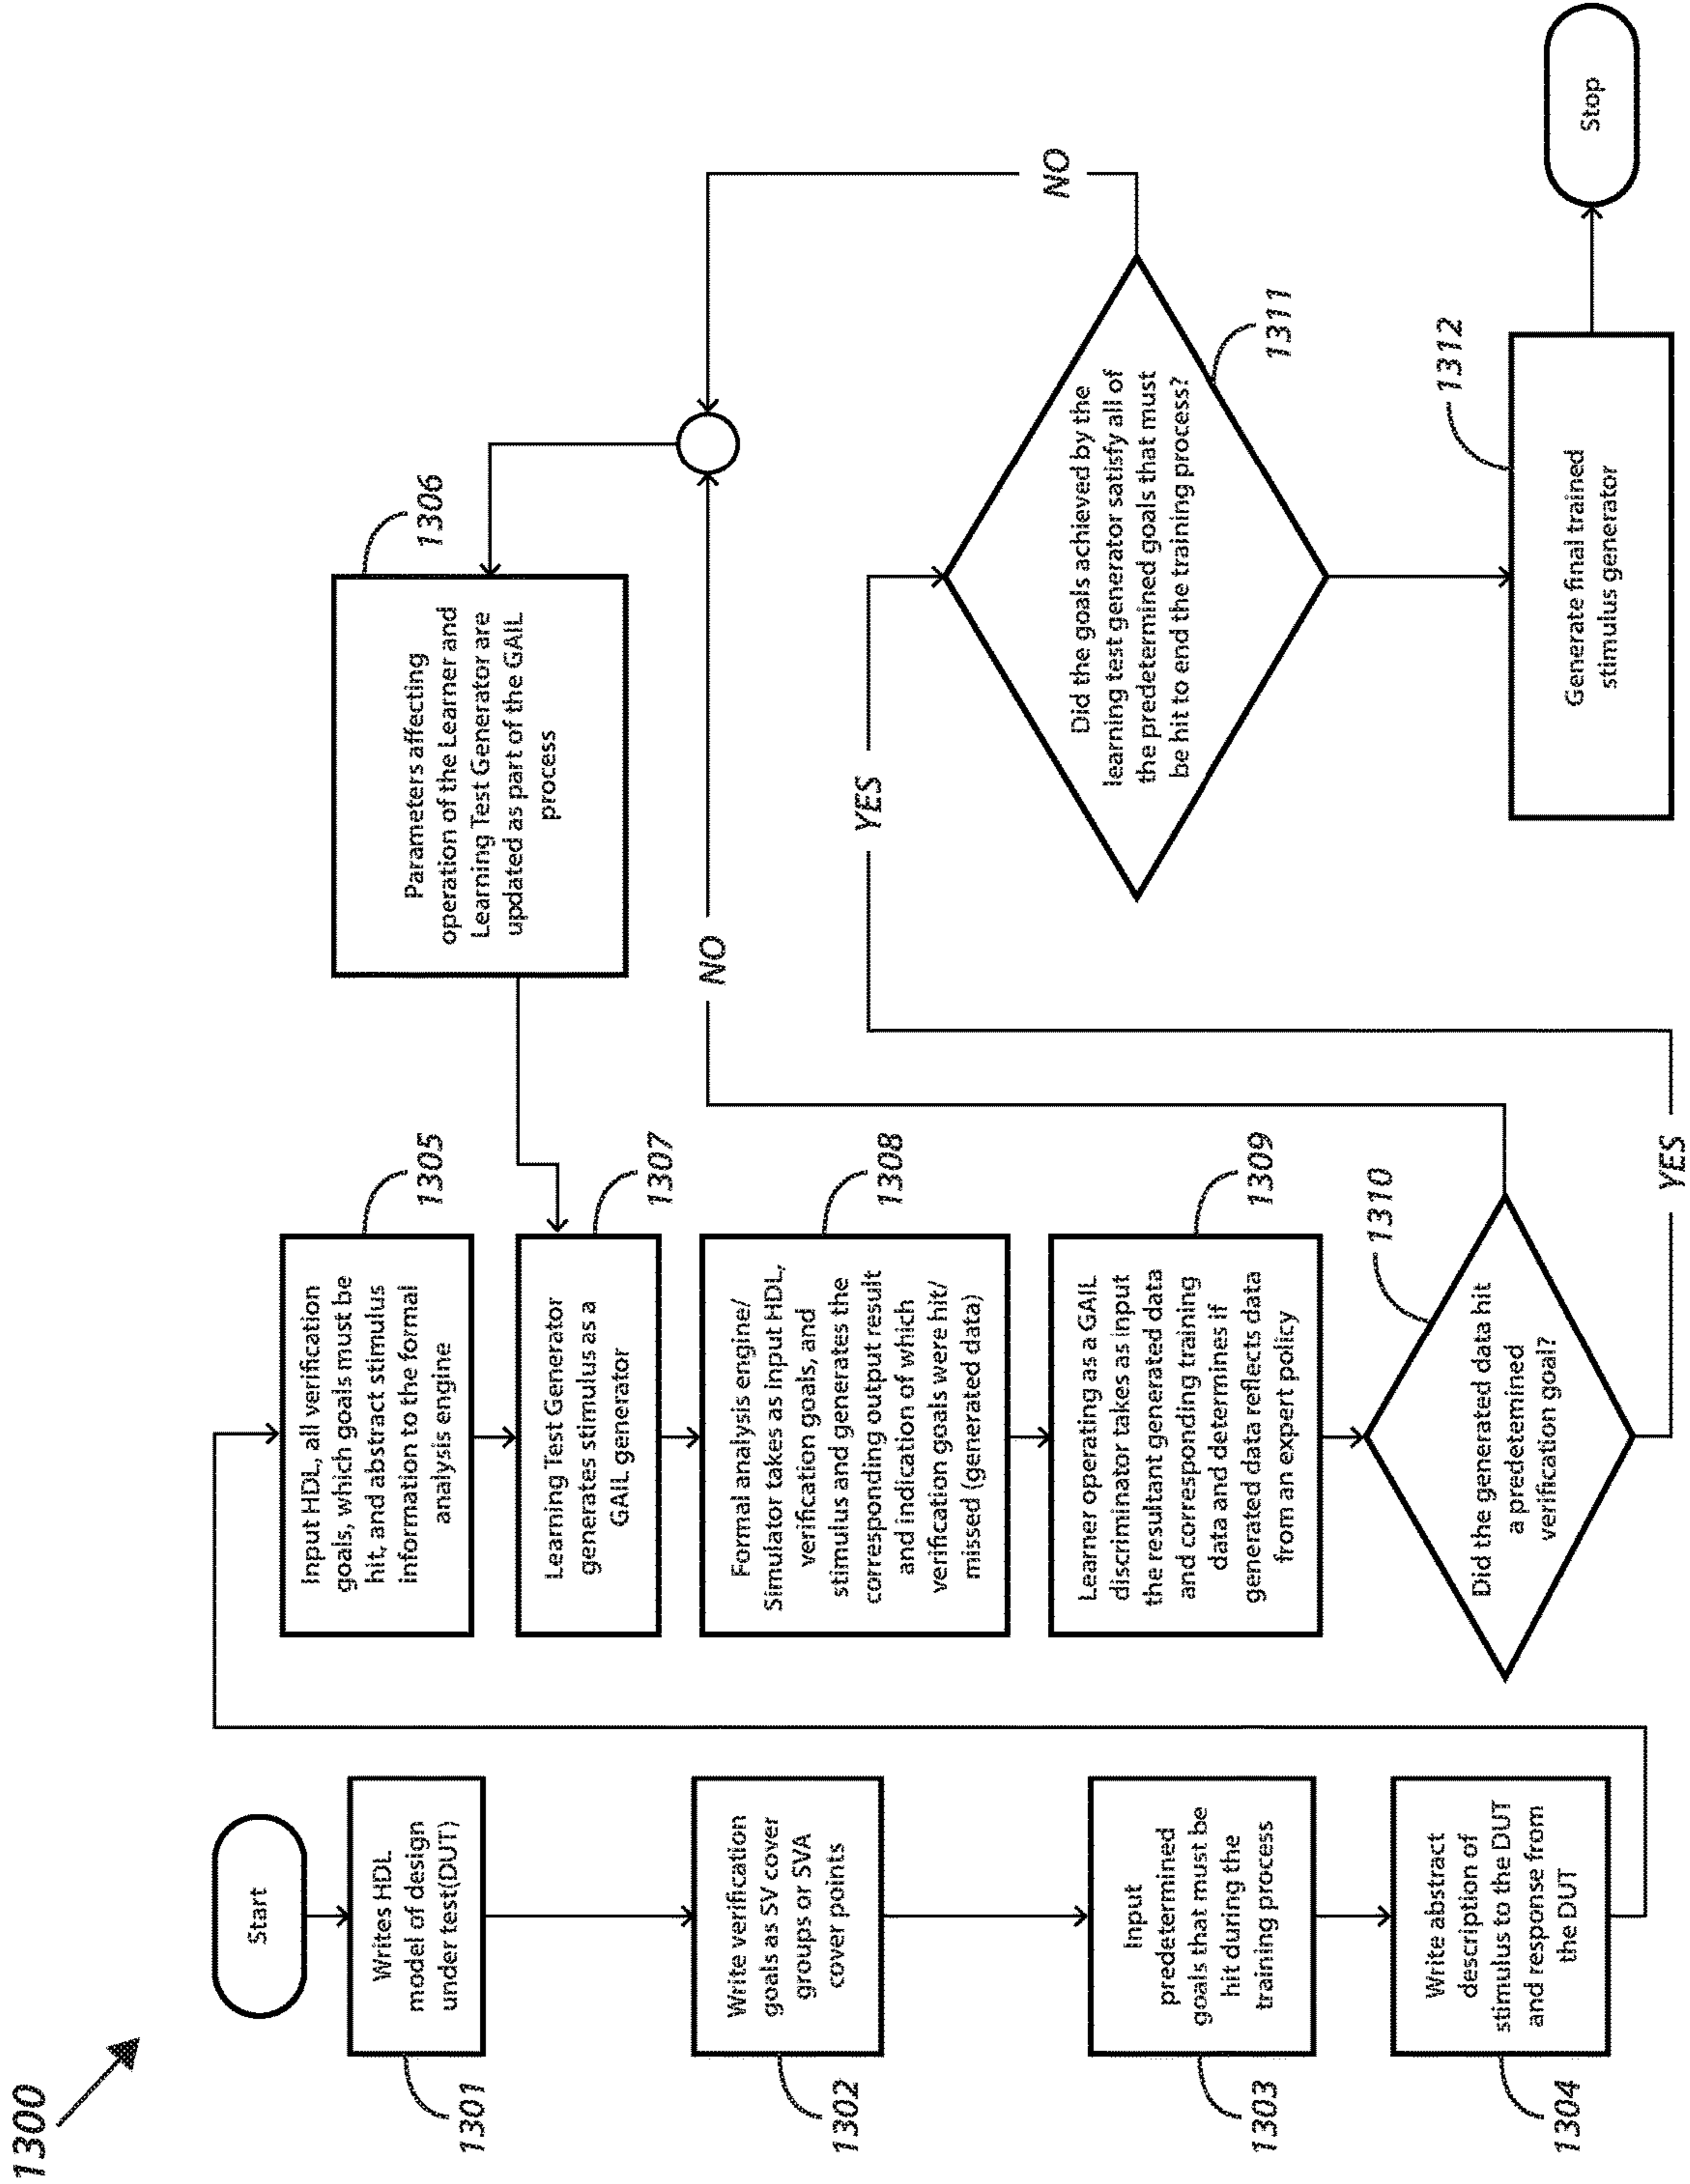 1300
Start
Writes HDL
model of design
under test(DUT)
1301
Write verification
goals as SV cover
groups or SVA
cover points
1302
Input
predetermined
goals that must be
hit during the
training process
1303
Write abstract
description of
stimulus to the DUT
and response from
the DUT
1304
Input HDL, all verification
goals, which goals must be
hit, and abstract stimulus
information to the formal
analysis engine
1305
Learning Test Generator
generates stimulus as a
GAIL generator
1307
Formal analysis engine/
Simulator takes as input HDL,
verification goals, and
stimulus and generates the
corresponding output result
and indication of which
verification goals were hit/
missed (generated data)
1308
Learner operating as a GAIL
discriminator takes as input
the resultant generated data
and corresponding training
data and determines if
generated data reflects data
from an expert policy
1309
Did the generated data hit
a predetermined
verification goal?
1310
YES
NO
Parameters affecting
operation of the Learner and
Learning Test Generator are
updated as part of the GAIL
process
1306
YES
Did the goals achieved by the
learning test generator satisfy all of
the predetermined goals that must
be hit to end the training process?
1311
NO
Generate final trained
stimulus generator
1312
Stop